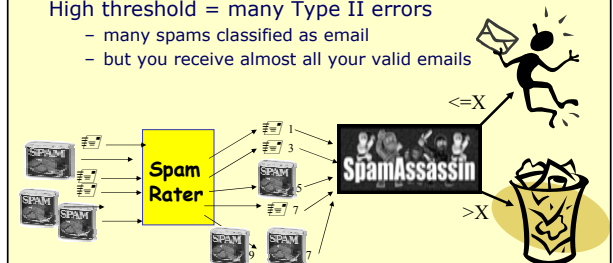 High threshold = many Type II errors
– many spams classified as email
– but you receive almost all your valid emails
<=X
1
3
SPAM
Spam
Rater
SPAM
5
SpamAssassin
SPAM
SPAM
7
>X
SPAM
9
SPAM
7